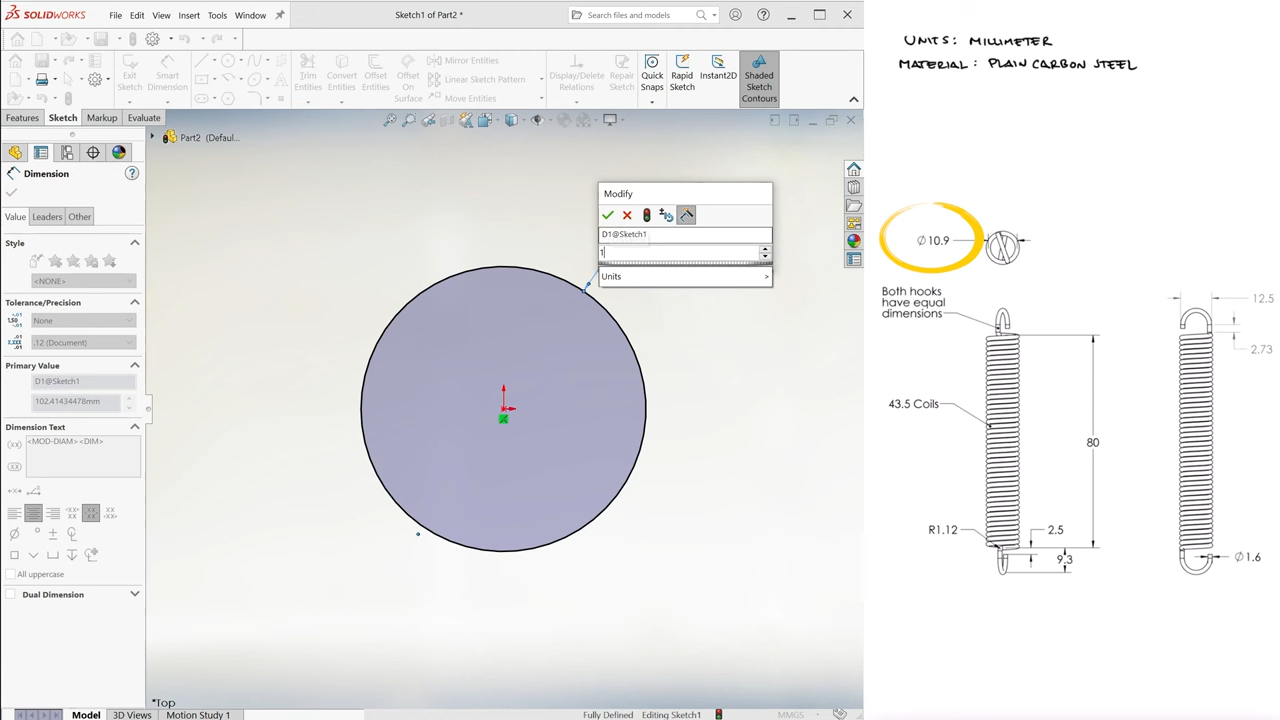 SOLIDWORKS
File
Edit
View
Insert
Tools
Window
Sketch1 of Part2 *
Search files and models
Exit
Sketch
Smart
Dimension
Trim
Entities
Convert
Entities
Offset
Entities
Offset
On
Surface
Mirror Entities
Linear Sketch Pattern
Move Entities
Display/Delete
Relations
Repair
Sketch
Quick
Snaps
Rapid
Sketch
Instant2D
Shaded
Sketch
Contours
Features
Sketch
Markup
Evaluate
Part2 (Defaul...
Dimension
Value
Leaders
Other
Style
<NONE>
Tolerance/Precision
None
.12 (Document)
Primary Value
D1@Sketch1
102.41434478mm
Dimension Text
<MOD-DIAM><DIM>
All uppercase
Dual Dimension
Modify
D1@Sketch1
1
Units
*Top
Model
3D Views
Motion Study 1
Fully Defined
Editing Sketch1
MMGS
UNITS: MILLIMETER
MATERIAL: PLAIN CARBON STEEL
Ø10.9
Both hooks
have equal
dimensions
12.5
2.73
43.5 Coils
80
R1.12
2.5
9.3
Ø1.6